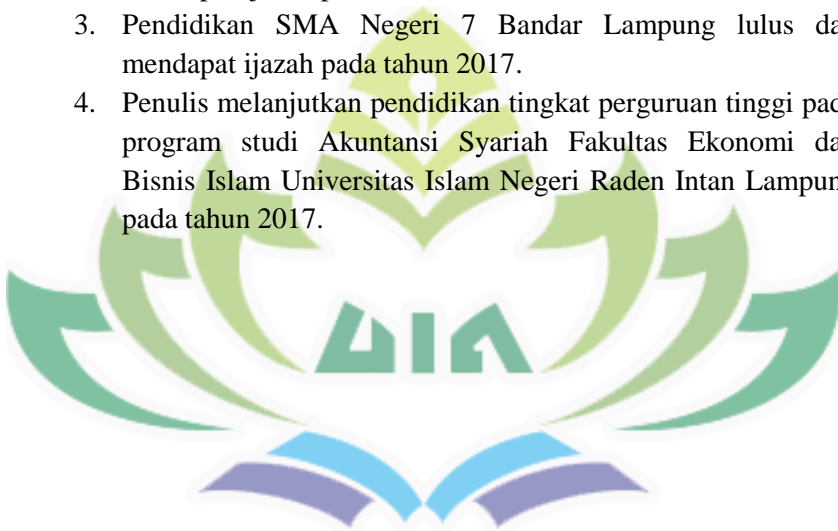 3. Pendidikan SMA Negeri 7 Bandar Lampung lulus da
mendapat ijazah pada tahun 2017.
4. Penulis melanjutkan pendidikan tingkat perguruan tinggi pad
program studi Akuntansi Syariah Fakultas Ekonomi da
Bisnis Islam Universitas Islam Negeri Raden Intan Lampun
pada tahun 2017.
UIN